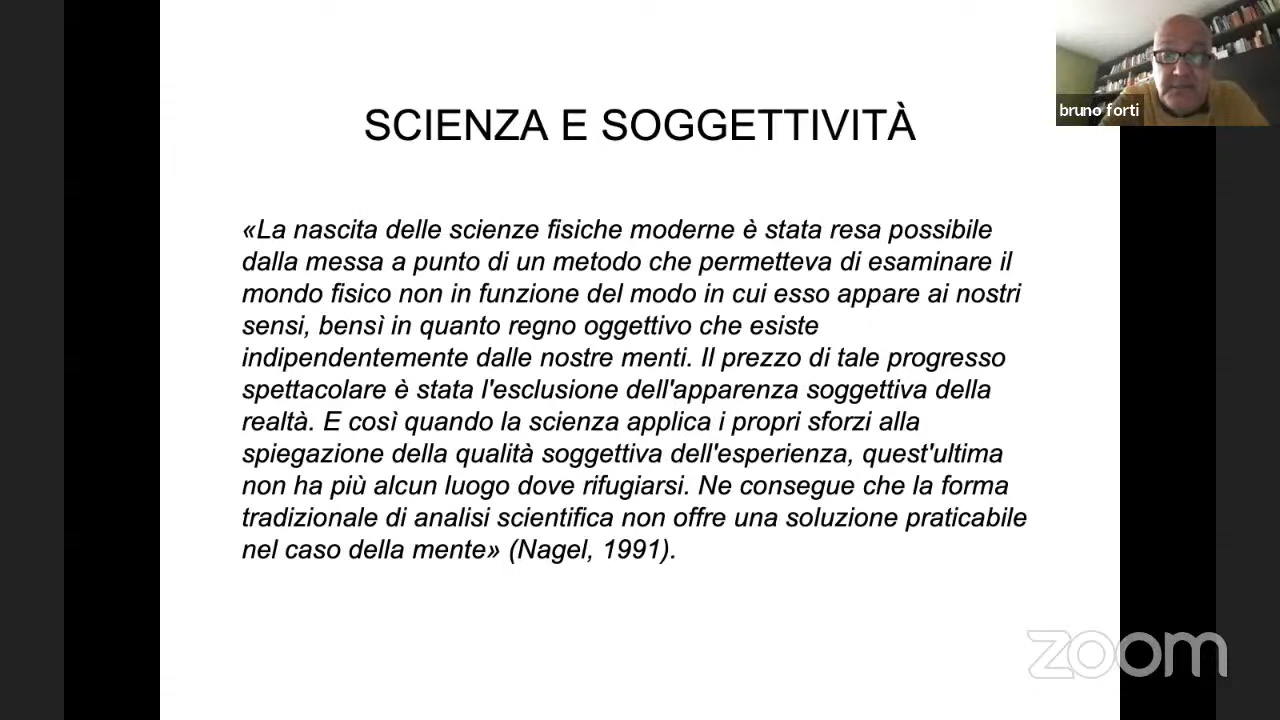 bruno forti
SCIENZA E SOGGETTIVITÀ
«La nascita delle scienze fisiche moderne è stata resa possibile
dalla messa a punto di un metodo che permetteva di esaminare il
mondo fisico non in funzione del modo in cui esso appare ai nostri
sensi, bensì in quanto regno oggettivo che esiste
indipendentemente dalle nostre menti. Il prezzo di tale progresso
spettacolare è stata l'esclusione dell'apparenza soggettiva della
realtà. E così quando la scienza applica i propri sforzi alla
spiegazione della qualità soggettiva dell'esperienza, quest'ultima
non ha più alcun luogo dove rifugiarsi. Ne consegue che la forma
tradizionale di analisi scientifica non offre una soluzione praticabile
nel caso della mente» (Nagel, 1991).
zoom